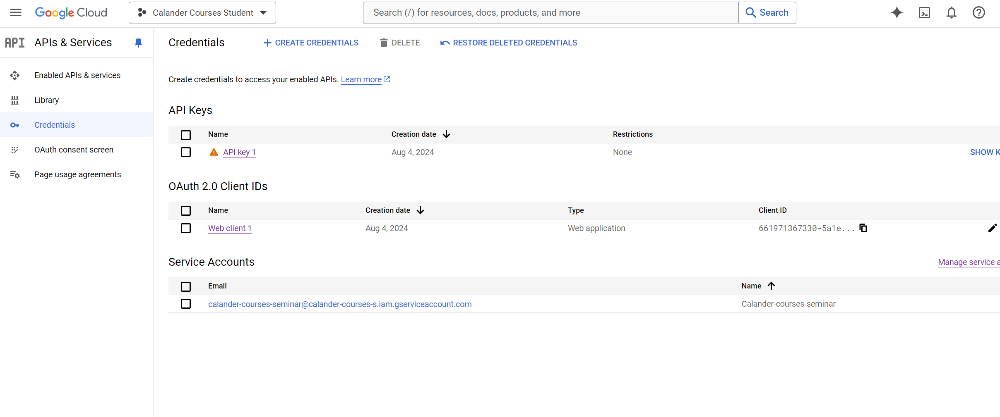 Google Cloud
Calander Courses Student
Search (/) for resources, docs, products, and more
Search
API
APIs & Services
Credentials
CREATE CREDENTIALS
DELETE
RESTORE DELETED CREDENTIALS
Enabled APIs & services
Library
Credentials
OAuth consent screen
Page usage agreements
Create credentials to access your enabled APIs. Learn more
API Keys
Name Creation date Restrictions
API key 1 Aug 4, 2024 None SHOW K
OAuth 2.0 Client IDs
Name Creation date Type Client ID
Web client 1 Aug 4, 2024 Web application 661971367330-5a1e...
Service Accounts Manage service a
Email Name
calander-courses-seminar@calander-courses-s.iam.gserviceaccount.com Calander-courses-seminar